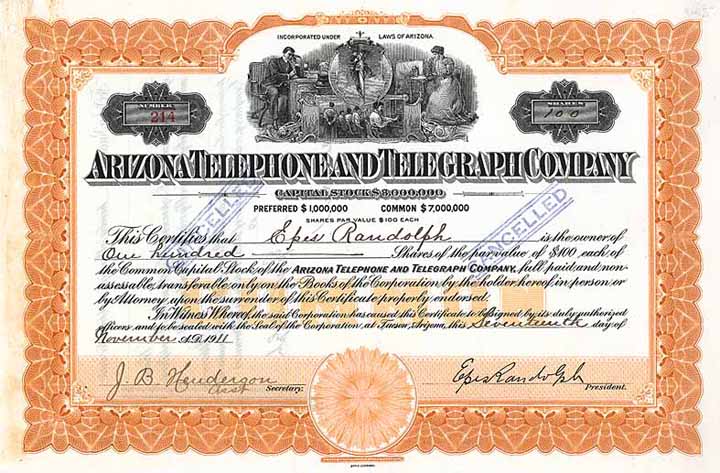 INCORPORATED UNDER LAWS OF ARIZONA.
NUMBER
214
SHARES
100
ARIZONA TELEPHONE AND TELEGRAPH COMPANY
CAPITAL STOCK $8,000,000
PREFERRED $1,000,000 COMMON $7,000,000
SHARES PAR VALUE $100 EACH
CANCELLED
CANCELLED
This Certifies that Epes Randolph is the owner of
One hundred Shares of the par value of $100 each of
the Common Capital Stock of the ARIZONA TELEPHONE AND TELEGRAPH COMPANY, full paid and non-
assessable, transferable only on the Books of the Corporation by the holder hereof, in person or
by Attorney upon the surrender of this Certificate properly endorsed.
In Witness Whereof, the said Corporation has caused this Certificate to be signed by its duly authorized
officers, and to be sealed with the Seal of the Corporation, at Tucson, Arizona, this Seventeenth day of
November A.D. 1911
J. B. Henderson
Asst Secretary.
Epes Randolph
President.